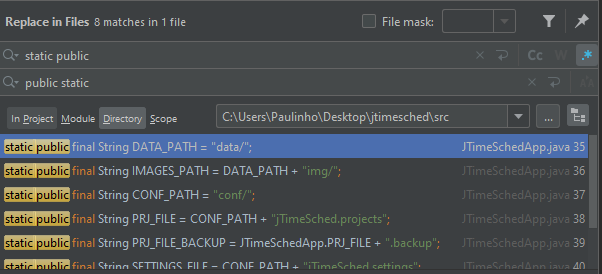 Replace in Files 8 matches in 1 file File mask:
static public Cc W .*
public static
In Project Module Directory Scope C:\Users\Paulinho\Desktop\jtimesched\src ...
static public final String DATA_PATH = "data/"; JTimeSchedApp.java 35
static public final String IMAGES_PATH = DATA_PATH + "img/"; JTimeSchedApp.java 36
static public final String CONF_PATH = "conf/"; JTimeSchedApp.java 37
static public final String PRJ_FILE = CONF_PATH + "jTimeSched.projects"; JTimeSchedApp.java 38
static public final String PRJ_FILE_BACKUP = JTimeSchedApp.PRJ_FILE + ".backup"; JTimeSchedApp.java 39
static public final String SETTINGS_FILE = CONF_PATH + "jTimeSched.settings"; JTimeSchedApp.java 40